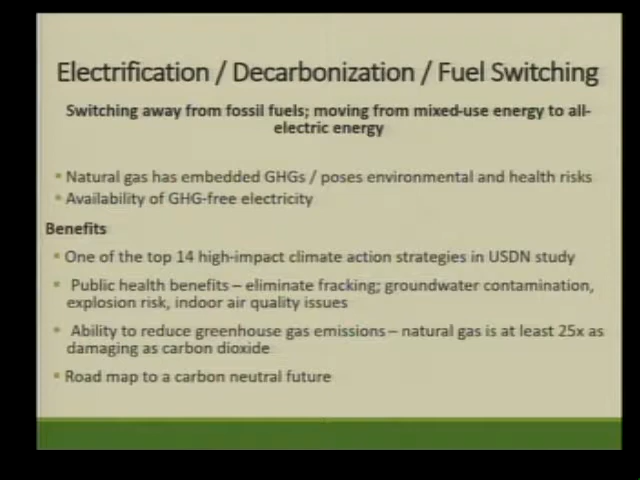 Electrification / Decarbonization / Fuel Switching
Switching away from fossil fuels; moving from mixed-use energy to all-
electric energy
Natural gas has embedded GHGs / poses environmental and health risks
Availability of GHG-free electricity
Benefits
One of the top 14 high-impact climate action strategies in USDN study
Public health benefits – eliminate fracking; groundwater contamination,
explosion risk, indoor air quality issues
Ability to reduce greenhouse gas emissions – natural gas is at least 25x as
damaging as carbon dioxide
Road map to a carbon neutral future